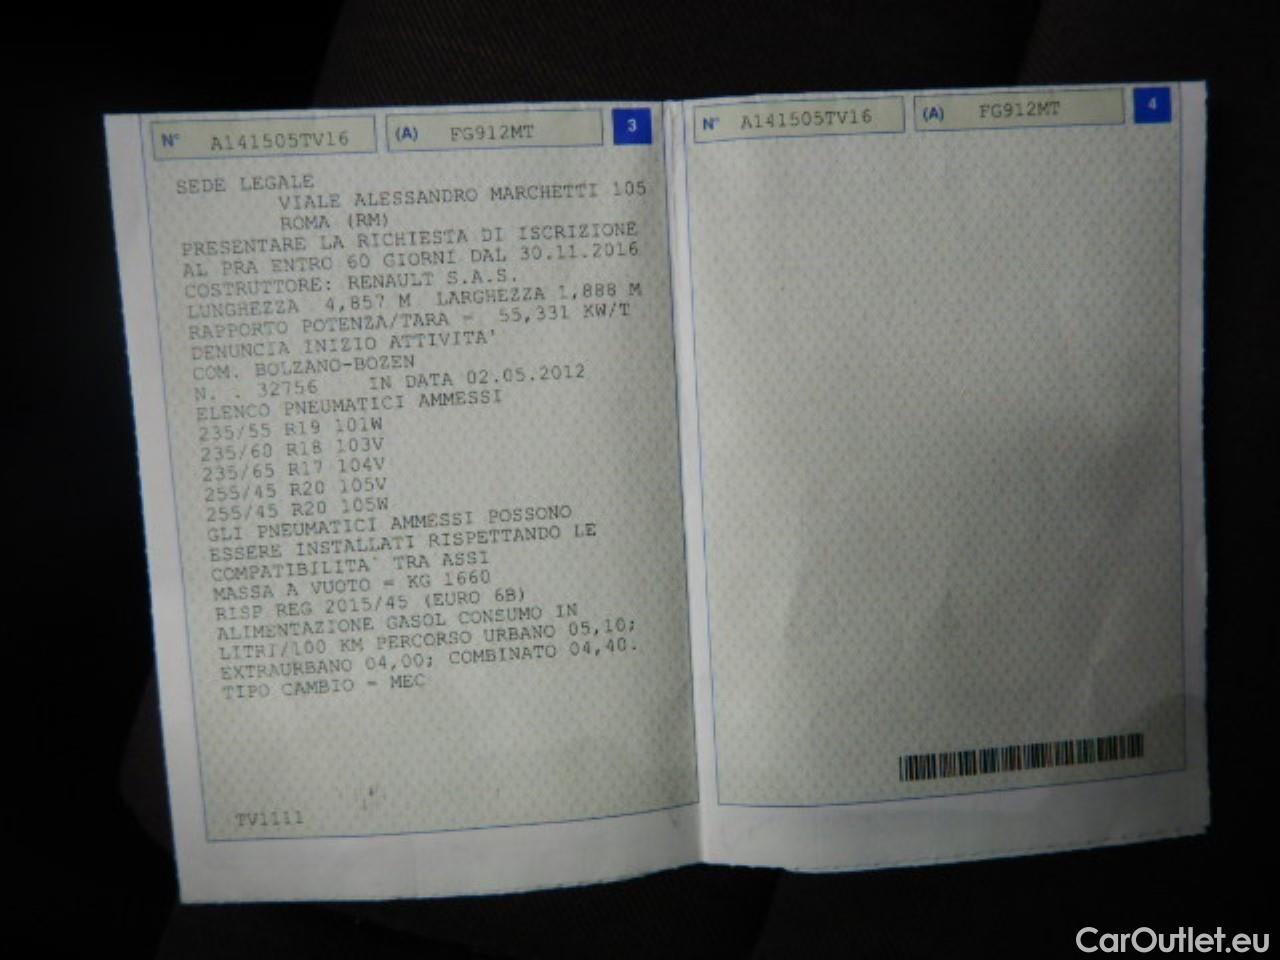 N° A141505TV16 (A) FG912MT 3
SEDE LEGALE
VIALE ALESSANDRO MARCHETTI 105
ROMA (RM)
PRESENTARE LA RICHIESTA DI ISCRIZIONE
AL PRA ENTRO 60 GIORNI DAL 30.11.2016
COSTRUTTORE: RENAULT S.A.S.
LUNGHEZZA 4,857 M LARGHEZZA 1,888 M
RAPPORTO POTENZA/TARA = 55,331 KW/T
DENUNCIA INIZIO ATTIVITA'
COM. BOLZANO-BOZEN
N. . 32756 IN DATA 02.05.2012
ELENCO PNEUMATICI AMMESSI
235/55 R19 101W
235/60 R18 103V
235/65 R17 104V
255/45 R20 105V
255/45 R20 105W
GLI PNEUMATICI AMMESSI POSSONO
ESSERE INSTALLATI RISPETTANDO LE
COMPATIBILITA` TRA ASSI
MASSA A VUOTO = KG 1660
RISP REG 2015/45 (EURO 6B)
ALIMENTAZIONE GASOL CONSUMO IN
LITRI/100 KM PERCORSO URBANO 05,10;
EXTRAURBANO 04,00; COMBINATO 04,40.
TIPO CAMBIO = MEC
TV1111
N° A141505TV16 (A) FG912MT 4
CarOutlet.eu